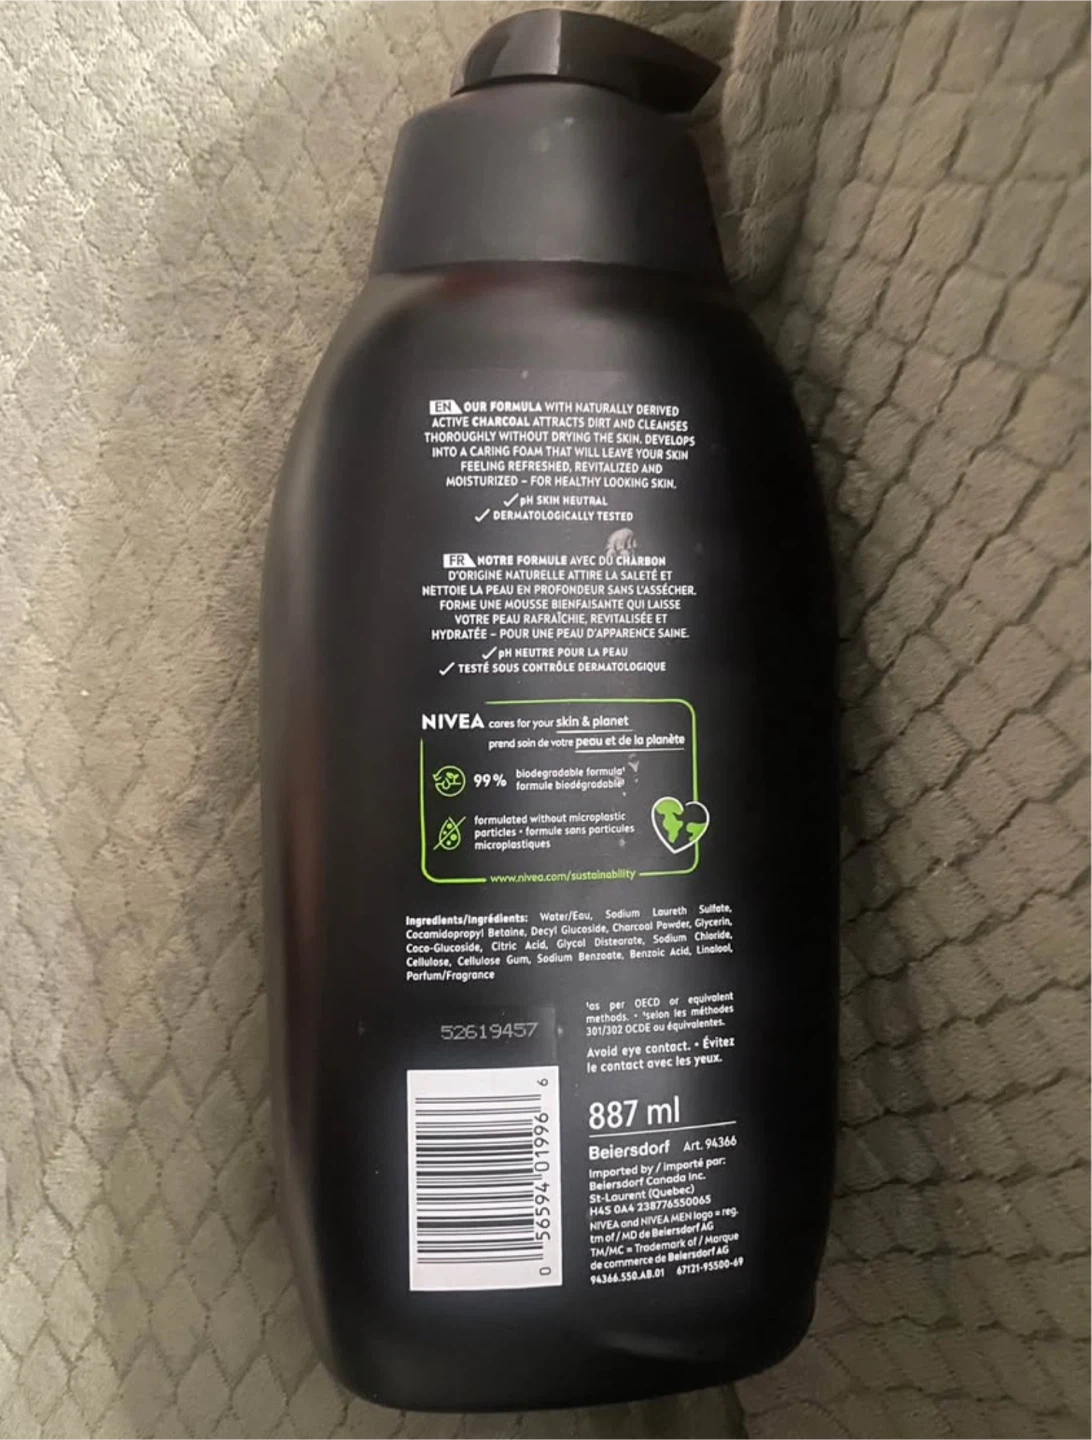 EN OUR FORMULA WITH NATURALLY DERIVED
ACTIVE CHARCOAL ATTRACTS DIRT AND CLEANSES
THOROUGHLY WITHOUT DRYING THE SKIN. DEVELOPS
INTO A CARING FOAM THAT WILL LEAVE YOUR SKIN
FEELING REFRESHED, REVITALIZED AND
MOISTURIZED – FOR HEALTHY LOOKING SKIN.
✓ pH SKIN NEUTRAL
✓ DERMATOLOGICALLY TESTED
FR NOTRE FORMULE AVEC DU CHARBON
D'ORIGINE NATURELLE ATTIRE LA SALETÉ ET
NETTOIE LA PEAU EN PROFONDEUR SANS L'ASSÉCHER.
FORME UNE MOUSSE BIENFAISANTE QUI LAISSE
VOTRE PEAU RAFRAÎCHIE, REVITALISÉE ET
HYDRATÉE – POUR UNE PEAU D'APPARENCE SAINE.
✓ pH NEUTRE POUR LA PEAU
✓ TESTÉ SOUS CONTRÔLE DERMATOLOGIQUE
NIVEA cares for your skin & planet
prend soin de votre peau et de la planète
99% biodegradable formula¹
formule biodégradable¹
formulated without microplastic
particles • formule sans particules
microplastiques
www.nivea.com/sustainability
Ingredients/Ingrédients: Water/Eau, Sodium Laureth Sulfate,
Cocamidopropyl Betaine, Decyl Glucoside, Charcoal Powder, Glycerin,
Coco-Glucoside, Citric Acid, Glycol Distearate, Sodium Chloride,
Cellulose, Cellulose Gum, Sodium Benzoate, Benzoic Acid, Linalool,
Parfum/Fragrance
52619457
¹as per OECD or equivalent
methods. • ¹selon les méthodes
301/302 OCDE ou équivalentes.
Avoid eye contact. • Évitez
le contact avec les yeux.
0 56594 01996 6
887 ml
Beiersdorf Art. 94366
Imported by / importé par:
Beiersdorf Canada Inc.
St-Laurent (Quebec)
H4S 0A4 238776550065
NIVEA and NIVEA MEN logo = reg.
tm of / MD de Beiersdorf AG
TM/MC = Trademark of / Marque
de commerce de Beiersdorf AG
94366.550.AB.01 67121-95500-69